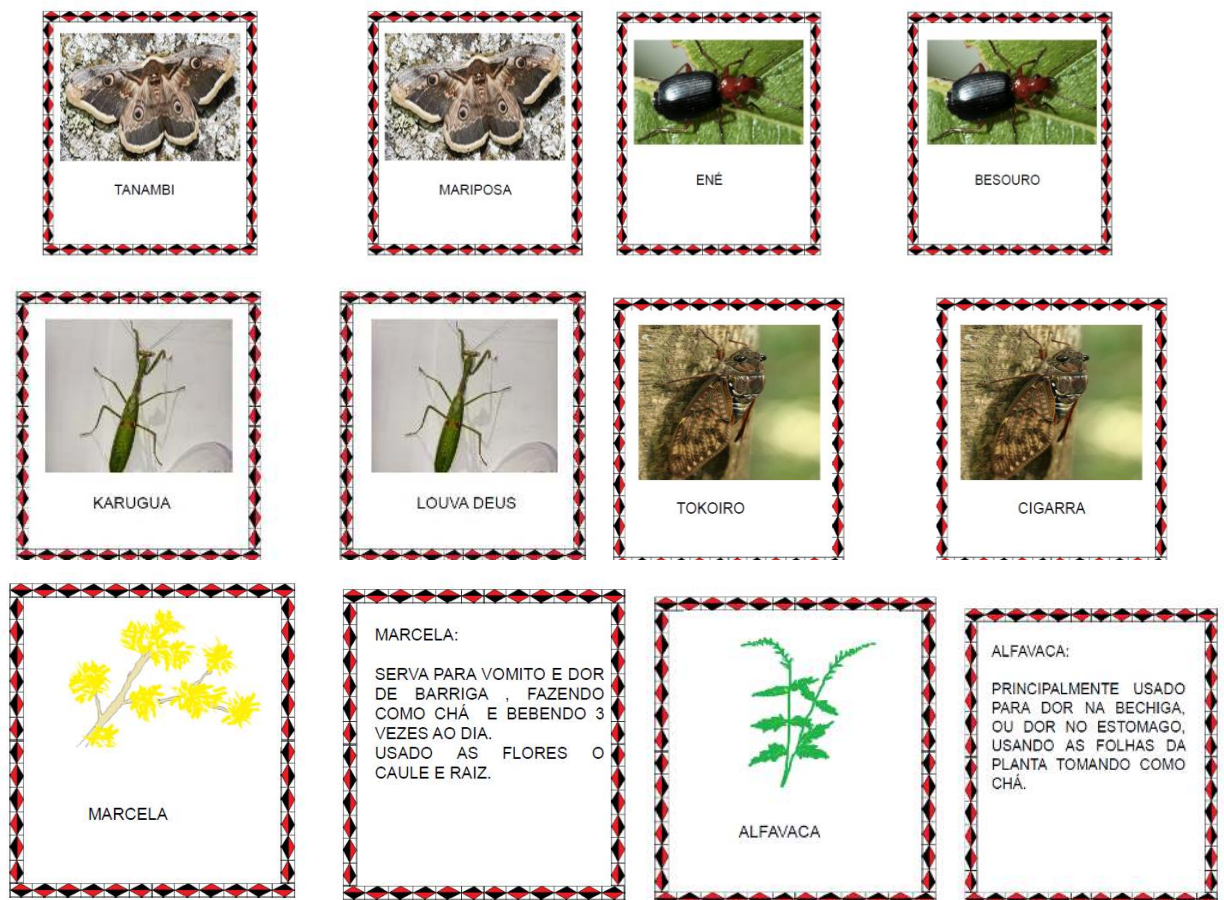 TANAMBI
MARIPOSA
ENÉ
BESOURO
KARUGUA
LOUVA DEUS
TOKOIRO
CIGARRA
MARCELA
MARCELA:
SERVA PARA VOMITO E DOR
DE BARRIGA , FAZENDO
COMO CHÁ E BEBENDO 3
VEZES AO DIA.
USADO AS FLORES O
CAULE E RAIZ.
ALFAVACA
ALFAVACA:
PRINCIPALMENTE USADO
PARA DOR NA BECHIGA,
OU DOR NO ESTOMAGO,
USANDO AS FOLHAS DA
PLANTA TOMANDO COMO
CHÁ.